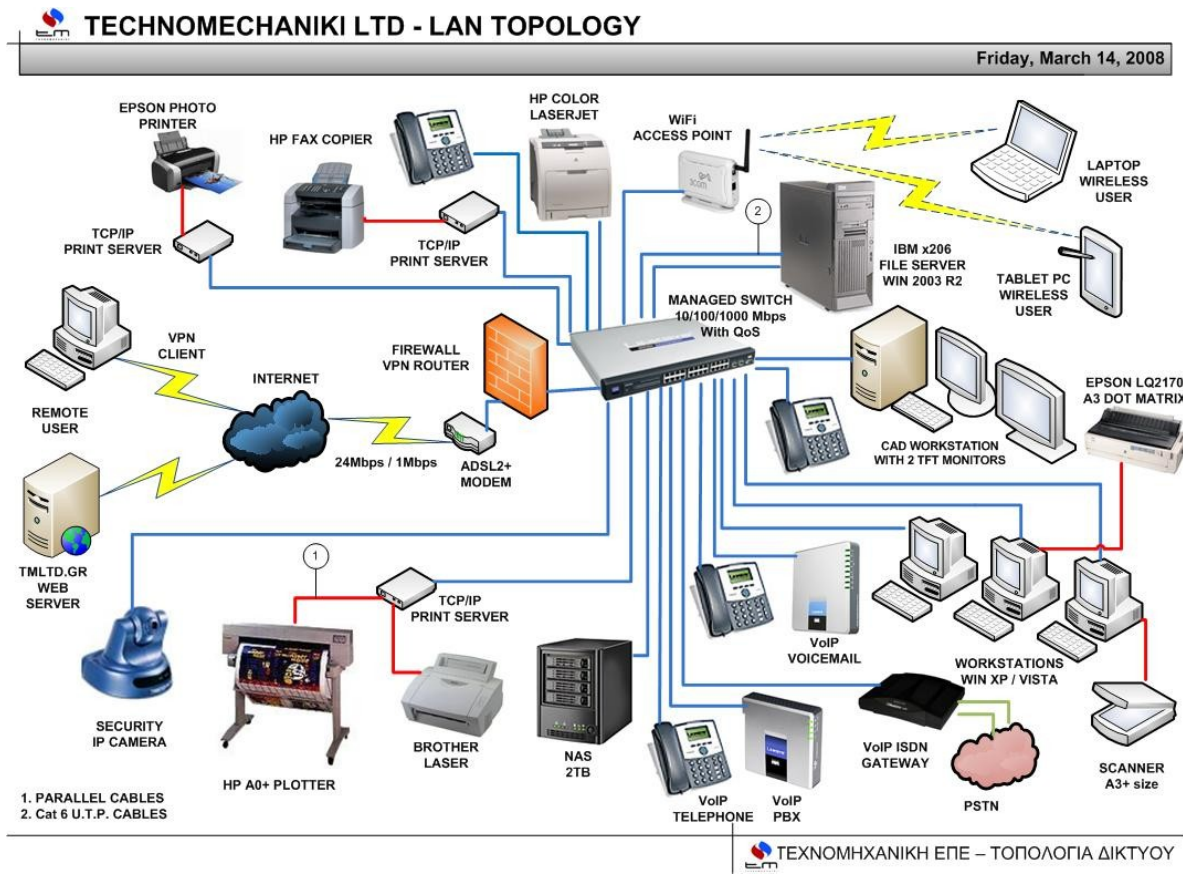 TECHNOMECHANIKI LTD - LAN TOPOLOGY
Friday, March 14, 2008
EPSON PHOTO
PRINTER
HP FAX COPIER
HP COLOR
LASERJET
WiFi
ACCESS POINT
3com
LAPTOP
WIRELESS
USER
TCP/IP
PRINT SERVER
TCP/IP
PRINT SERVER
2
IBM x206
FILE SERVER
WIN 2003 R2
TABLET PC
WIRELESS
USER
MANAGED SWITCH
10/100/1000 Mbps
With QoS
VPN
CLIENT
FIREWALL
VPN ROUTER
INTERNET
REMOTE
USER
EPSON LQ2170
A3 DOT MATRIX
24Mbps / 1Mbps
ADSL2+
MODEM
CAD WORKSTATION
WITH 2 TFT MONITORS
TMLTD.GR
WEB
SERVER
1
TCP/IP
PRINT SERVER
VoIP
VOICEMAIL
WORKSTATIONS
WIN XP / VISTA
SECURITY
IP CAMERA
HP A0+ PLOTTER
BROTHER
LASER
NAS
2TB
VoIP
TELEPHONE
VoIP
PBX
VoIP ISDN
GATEWAY
PSTN
SCANNER
A3+ size
1. PARALLEL CABLES
2. Cat 6 U.T.P. CABLES
ΤΕΧΝΟΜΗΧΑΝΙΚΗ ΕΠΕ – ΤΟΠΟΛΟΓΙΑ ΔΙΚΤΥΟΥ